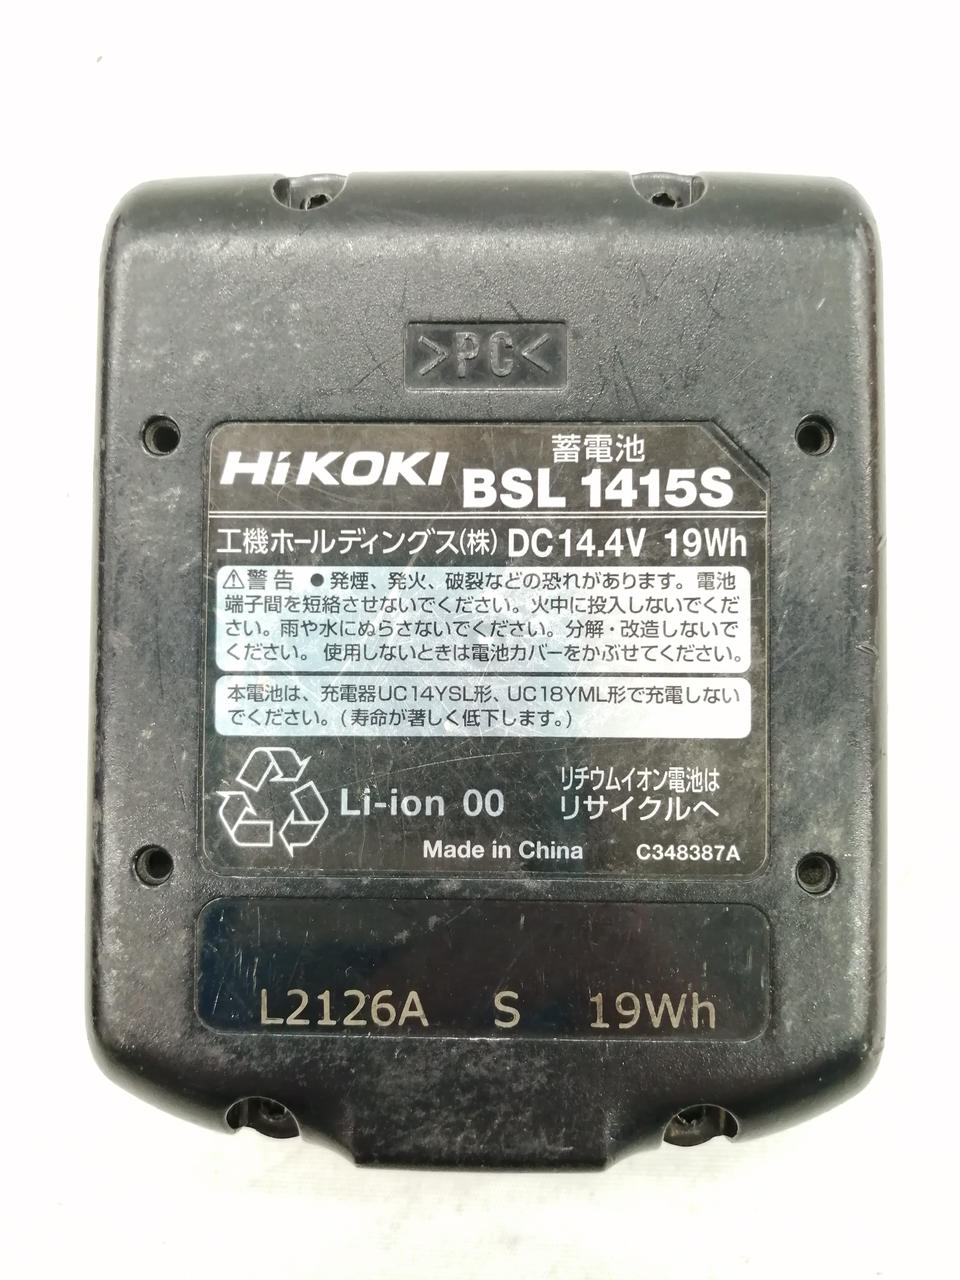 >PC<
HiKOKI
蓄電池
BSL 1415S
工機ホールディングス(株) DC14.4V 19Wh
⚠警告 ●発煙、発火、破裂などの恐れがあります。電池
端子間を短絡させないでください。火中に投入しないでくだ
さい。雨や水にぬらさないでください。分解・改造しないで
ください。使用しないときは電池カバーをかぶせてください。
本電池は、充電器UC14YSL形、UC18YML形で充電しない
でください。(寿命が著しく低下します。)
Li-ion 00
リチウムイオン電池は
リサイクルへ
Made in China C348387A
L2126A S 19Wh